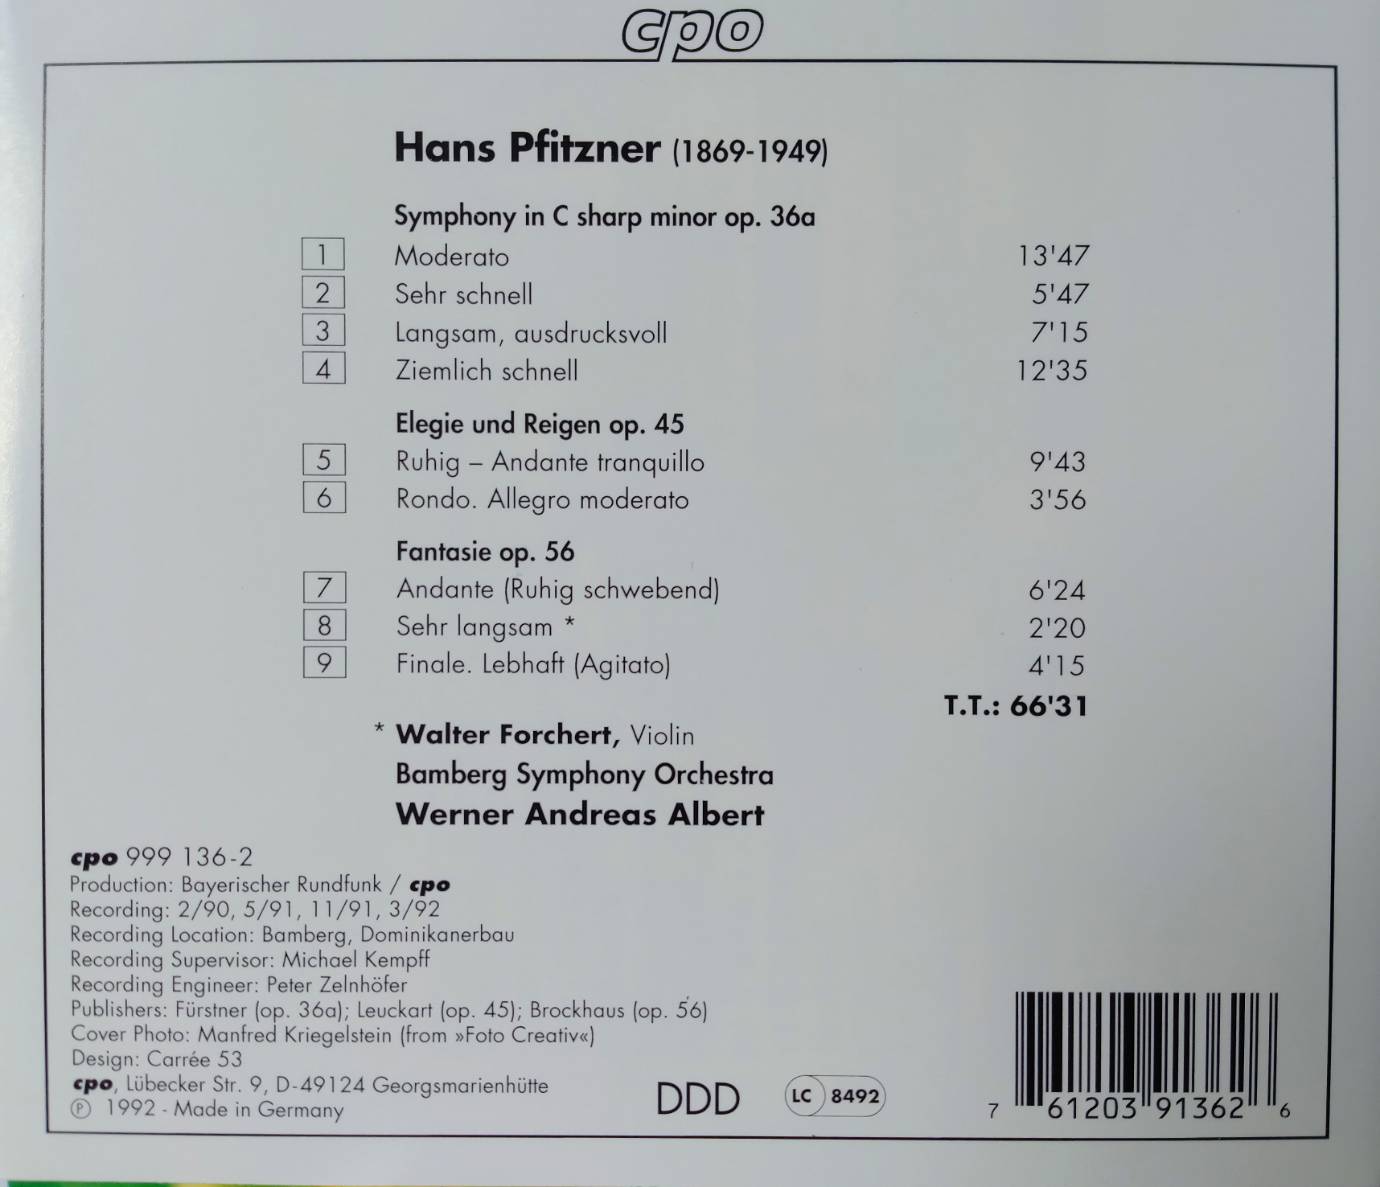 cpo
Hans Pfitzner (1869-1949)
Symphony in C sharp minor op. 36a
1 Moderato 13'47
2 Sehr schnell 5'47
3 Langsam, ausdrucksvoll 7'15
4 Ziemlich schnell 12'35
Elegie und Reigen op. 45
5 Ruhig – Andante tranquillo 9'43
6 Rondo. Allegro moderato 3'56
Fantasie op. 56
7 Andante (Ruhig schwebend) 6'24
8 Sehr langsam * 2'20
9 Finale. Lebhaft (Agitato) 4'15
T.T.: 66'31
* Walter Forchert, Violin
Bamberg Symphony Orchestra
Werner Andreas Albert
cpo 999 136-2
Production: Bayerischer Rundfunk / cpo
Recording: 2/90, 5/91, 11/91, 3/92
Recording Location: Bamberg, Dominikanerbau
Recording Supervisor: Michael Kempff
Recording Engineer: Peter Zelnhöfer
Publishers: Fürstner (op. 36a); Leuckart (op. 45); Brockhaus (op. 56)
Cover Photo: Manfred Kriegelstein (from »Foto Creativ«)
Design: Carrée 53
cpo, Lübecker Str. 9, D-49124 Georgsmarienhütte
℗ 1992 - Made in Germany
DDD
LC 8492
7 61203 91362 6